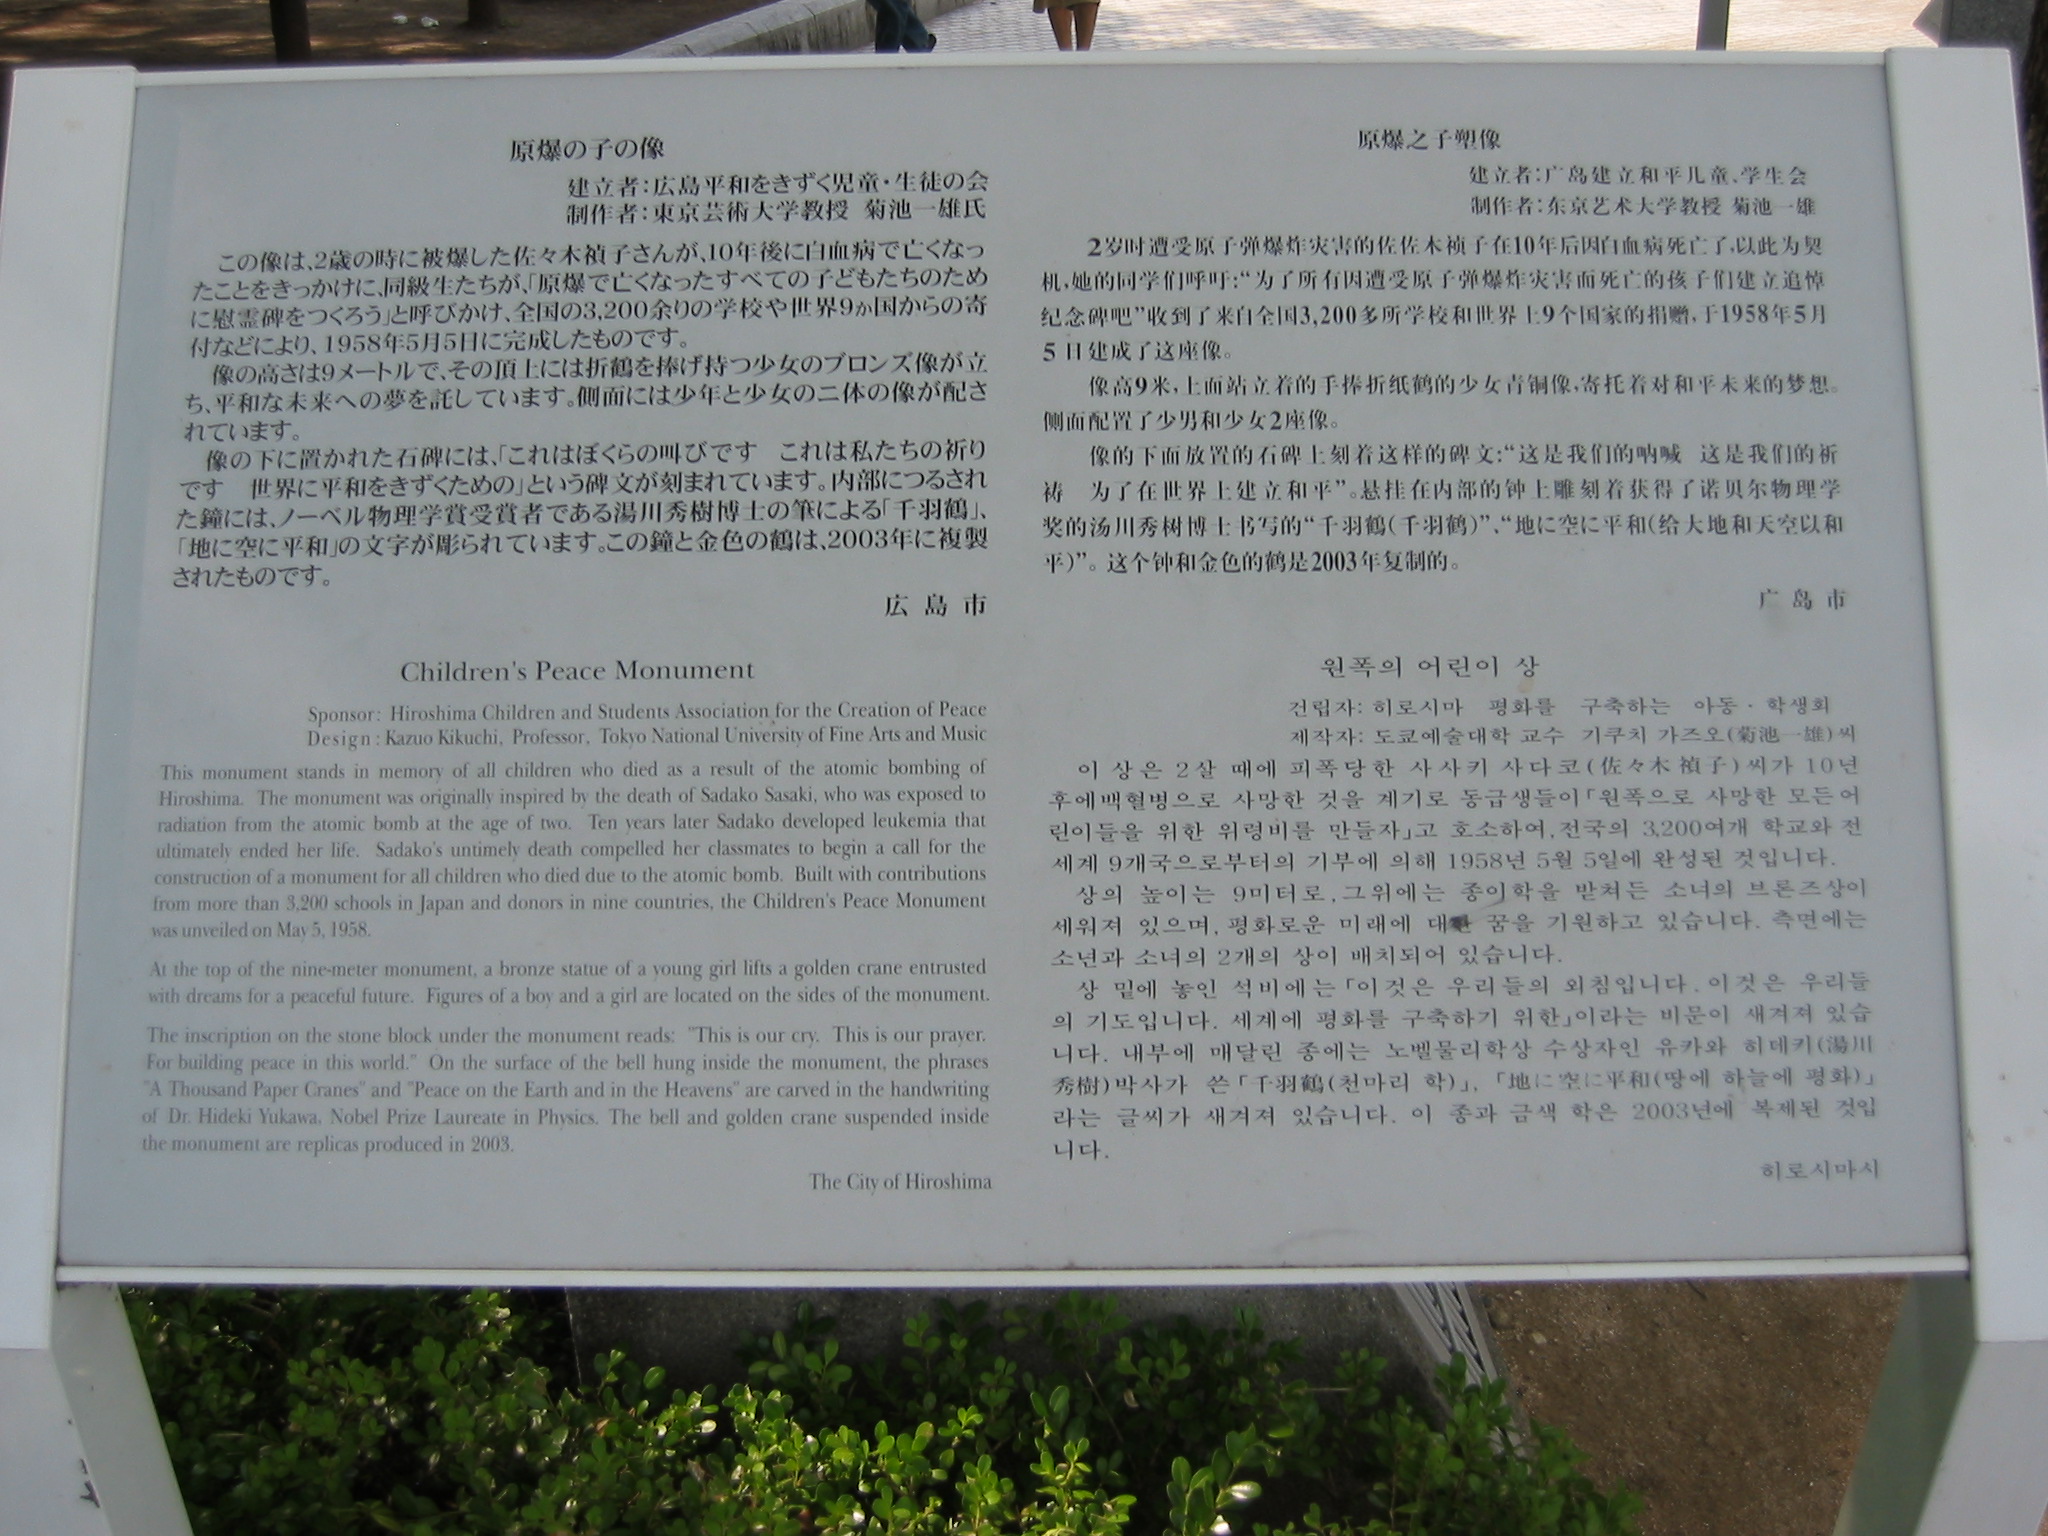 原爆の子の像
建立者:広島平和をきずく児童・生徒の会
制作者:東京芸術大学教授 菊池一雄氏
この像は、2歳の時に被爆した佐々木禎子さんが、10年後に白血病で亡くなっ
たことをきっかけに、同級生たちが、「原爆で亡くなったすべての子どもたちのため
に慰霊碑をつくろう」と呼びかけ、全国の3,200余りの学校や世界9か国からの寄
付などにより、1958年5月5日に完成したものです。
像の高さは9メートルで、その頂上には折鶴を捧げ持つ少女のブロンズ像が立
ち、平和な未来への夢を託しています。側面には少年と少女の二体の像が配さ
れています。
像の下に置かれた石碑には、「これはぼくらの叫びです これは私たちの祈り
です 世界に平和をきずくための」という碑文が刻まれています。内部につるされ
た鐘には、ノーベル物理学賞受賞者である湯川秀樹博士の筆による「千羽鶴」、
「地に空に平和」の文字が彫られています。この鐘と金色の鶴は、2003年に複製
されたものです。
広島市
Children's Peace Monument
Sponsor: Hiroshima Children and Students Association for the Creation of Peace
Design : Kazuo Kikuchi, Professor, Tokyo National University of Fine Arts and Music
This monument stands in memory of all children who died as a result of the atomic bombing of
Hiroshima. The monument was originally inspired by the death of Sadako Sasaki, who was exposed to
radiation from the atomic bomb at the age of two. Ten years later Sadako developed leukemia that
ultimately ended her life. Sadako's untimely death compelled her classmates to begin a call for the
construction of a monument for all children who died due to the atomic bomb. Built with contributions
from more than 3,200 schools in Japan and donors in nine countries, the Children's Peace Monument
was unveiled on May 5, 1958.
At the top of the nine-meter monument, a bronze statue of a young girl lifts a golden crane entrusted
with dreams for a peaceful future. Figures of a boy and a girl are located on the sides of the monument.
The inscription on the stone block under the monument reads: "This is our cry. This is our prayer.
For building peace in this world." On the surface of the bell hung inside the monument, the phrases
"A Thousand Paper Cranes" and "Peace on the Earth and in the Heavens" are carved in the handwriting
of Dr. Hideki Yukawa, Nobel Prize Laureate in Physics. The bell and golden crane suspended inside
the monument are replicas produced in 2003.
The City of Hiroshima
原爆之子塑像
建立者:广岛建立和平儿童、学生会
制作者:东京艺术大学教授 菊池一雄
2岁时遭受原子弹爆炸灾害的佐佐木祯子在10年后因白血病死亡了,以此为契
机,她的同学们呼吁:“为了所有因遭受原子弹爆炸灾害而死亡的孩子们建立追悼
纪念碑吧”收到了来自全国3,200多所学校和世界上9个国家的捐赠,于1958年5月
5日建成了这座像。
像高9米,上面站立着的手捧折纸鹤的少女青铜像,寄托着对和平未来的梦想。
侧面配置了少男和少女2座像。
像的下面放置的石碑上刻着这样的碑文:“这是我们的呐喊 这是我们的祈
祷 为了在世界上建立和平”。悬挂在内部的钟上雕刻着获得了诺贝尔物理学
奖的汤川秀树博士书写的“千羽鶴(千羽鹤)”、“地に空に平和(给大地和天空以和
平)”。这个钟和金色的鹤是2003年复制的。
广岛市
원폭의 어린이 상
건립자: 히로시마 평화를 구축하는 아동·학생회
제작자: 도쿄예술대학 교수 기쿠치 가즈오(菊池一雄)씨
이 상은 2살 때에 피폭당한 사사키 사다코(佐々木禎子)씨가 10년
후에백혈병으로 사망한 것을 계기로 동급생들이「원폭으로 사망한 모든어
린이들을 위한 위령비를 만들자」고 호소하여,전국의 3,200여개 학교와 전
세계 9개국으로부터의 기부에 의해 1958년 5월 5일에 완성된 것입니다.
상의 높이는 9미터로,그위에는 종이학을 받쳐든 소녀의 브론즈상이
세워져 있으며, 평화로운 미래에 대한 꿈을 기원하고 있습니다. 측면에는
소년과 소녀의 2개의 상이 배치되어 있습니다.
상 밑에 놓인 석비에는「이것은 우리들의 외침입니다. 이것은 우리들
의 기도입니다. 세계에 평화를 구축하기 위한」이라는 비문이 새겨져 있습
니다. 내부에 매달린 종에는 노벨물리학상 수상자인 유카와 히데키(湯川
秀樹)박사가 쓴「千羽鶴(천마리 학)」, 「地に空に平和(땅에 하늘에 평화)」
라는 글씨가 새겨져 있습니다. 이 종과 금색 학은 2003년에 복제된 것입
니다.
히로시마시